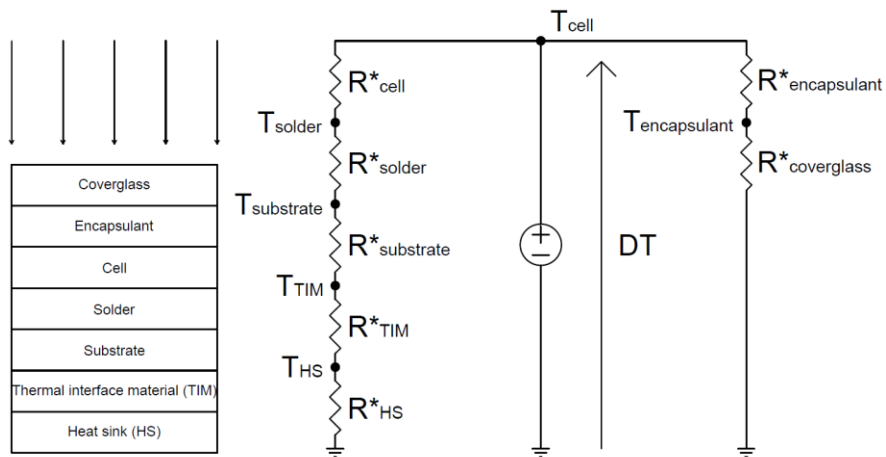 Coverglass
Encapsulant
Cell
Solder
Substrate
Thermal interface material (TIM)
Heat sink (HS)
Tcell
R*cell
Tsolder
R*solder
Tsubstrate
R*substrate
TTIM
R*TIM
THS
R*HS
+
−
DT
R*encapsulant
Tencapsulant
R*coverglass